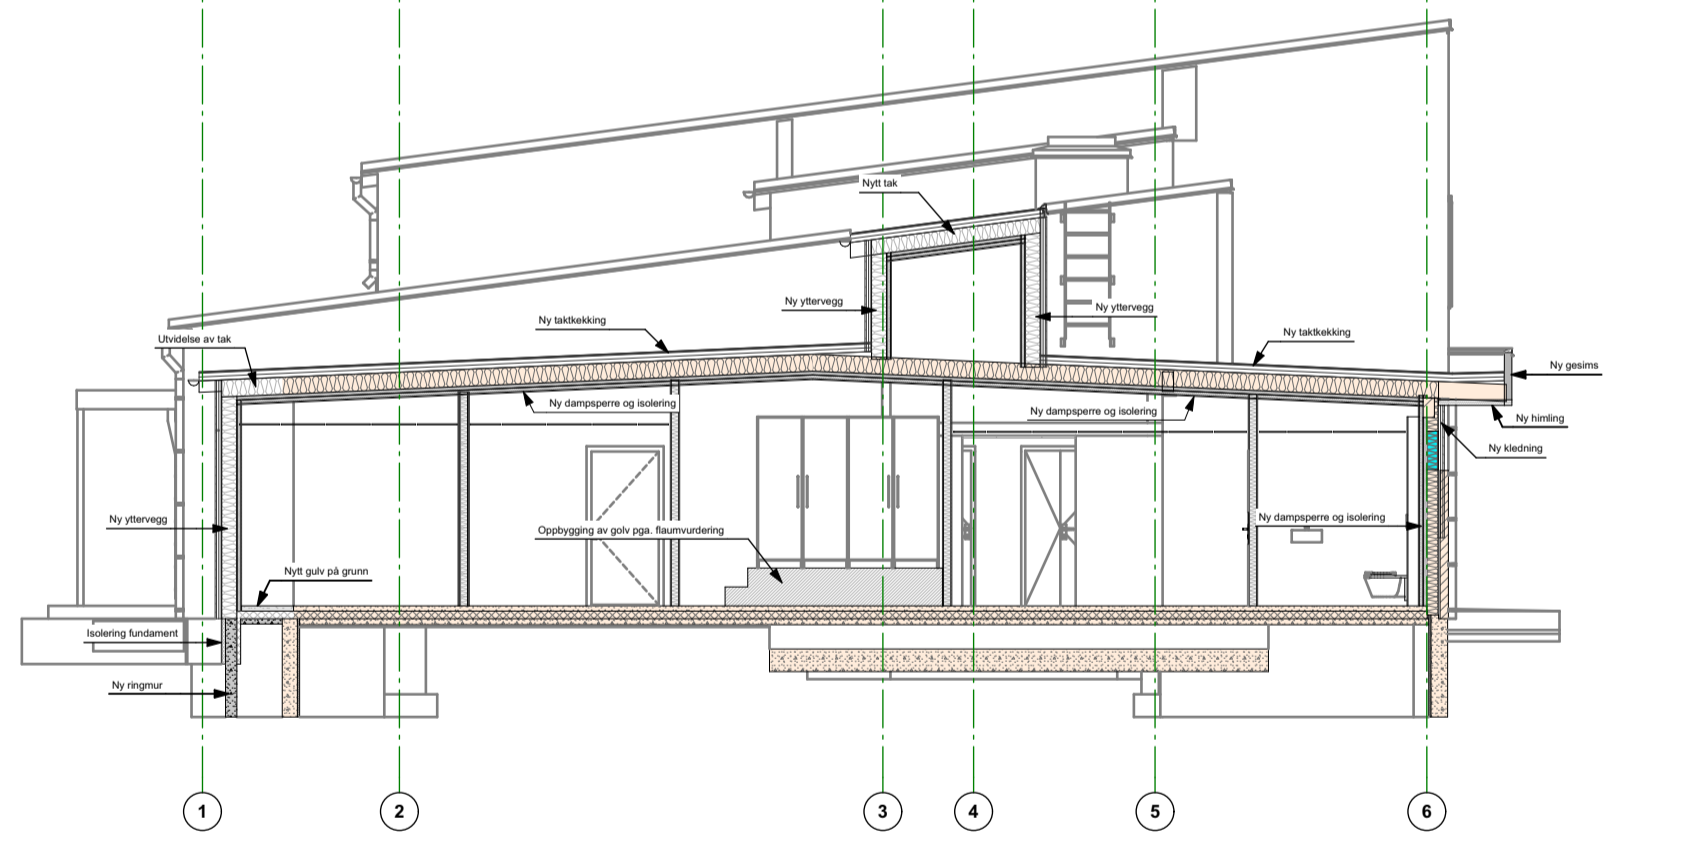 Nytt tak
Ny yttervegg
Ny yttervegg
Ny taktkekking
Ny taktkekking
Utvidelse av tak
Ny gesims
Ny dampsperre og isolering
Ny dampsperre og isolering
Ny himling
Ny kledning
Ny yttervegg
Ny dampsperre og isolering
Oppbygging av golv pga. flaumvurdering
Nytt gulv på grunn
Isolering fundament
Ny ringmur
1
2
3
4
5
6